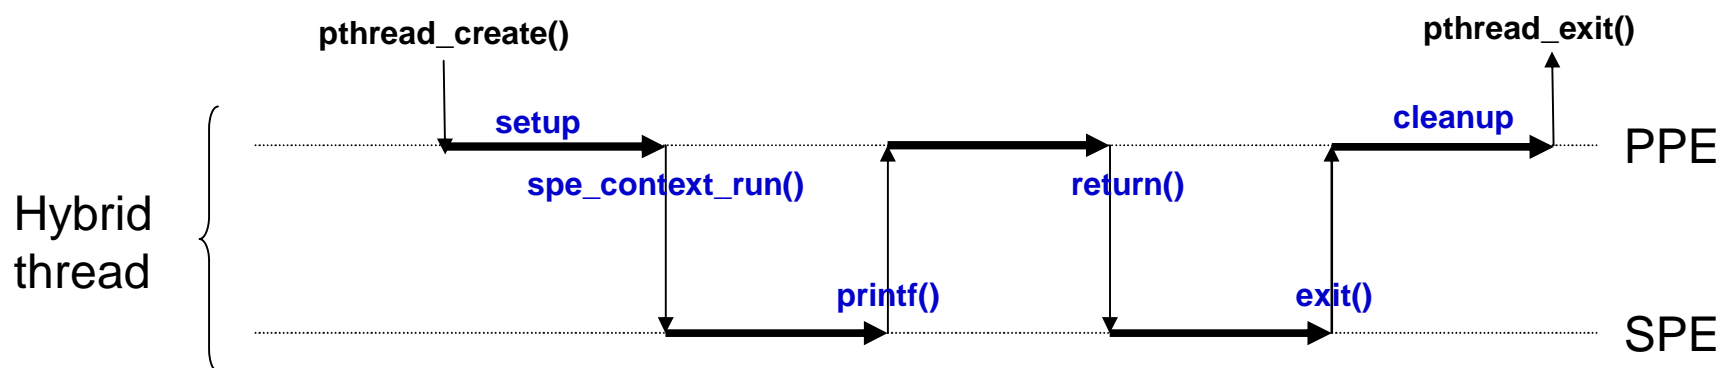 pthread_create()
pthread_exit()
setup
cleanup
PPE
spe_context_run()
return()
Hybrid
thread
printf()
exit()
SPE